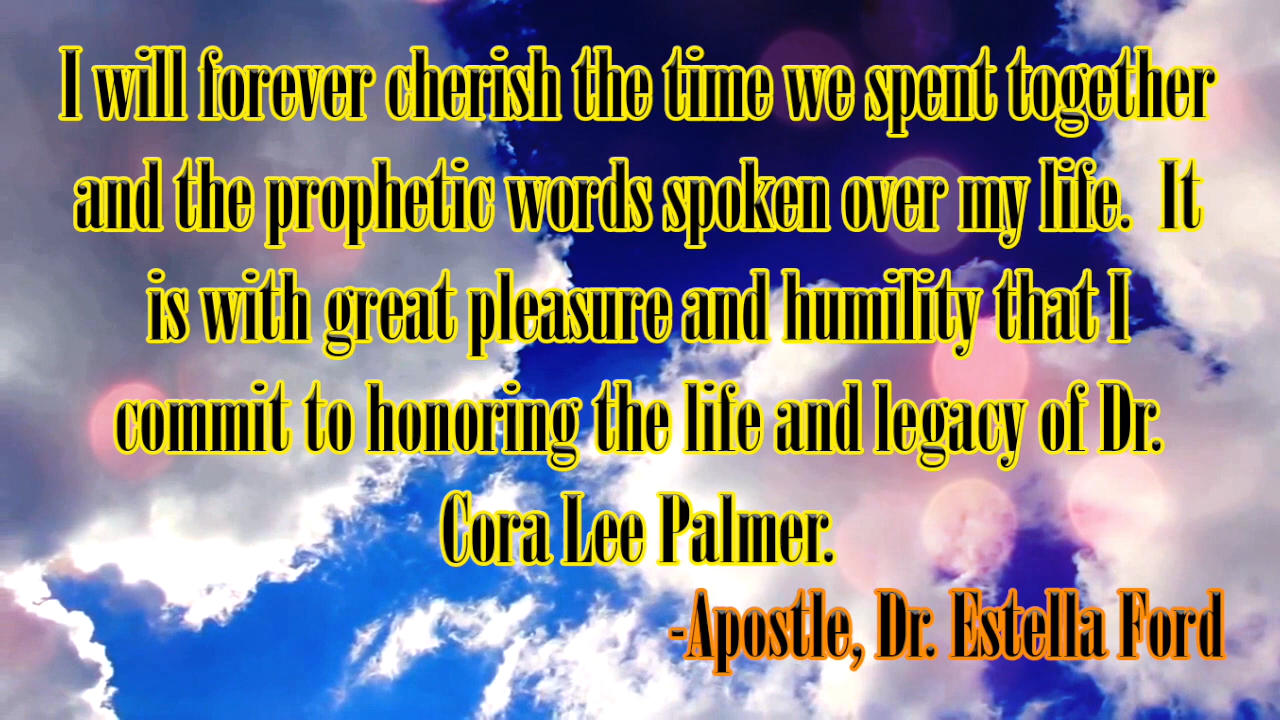 I will forever cherish the time we spent together
and the prophetic words spoken over my life.  It
is with great pleasure and humility that I
commit to honoring the life and legacy of Dr.
Cora Lee Palmer.
-Apostle, Dr. Estella Ford